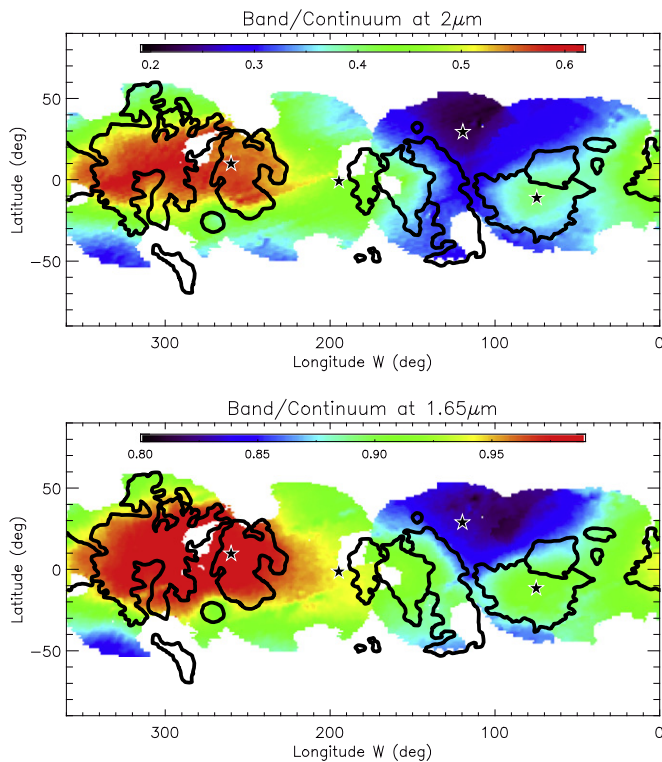 Band/Continuum at 2μm
0.2 0.3 0.4 0.5 0.6
50
0
−50
Latitude (deg)
300 200 100 0
Longitude W (deg)
Band/Continuum at 1.65μm
0.80 0.85 0.90 0.95
50
0
−50
Latitude (deg)
300 200 100 0
Longitude W (deg)